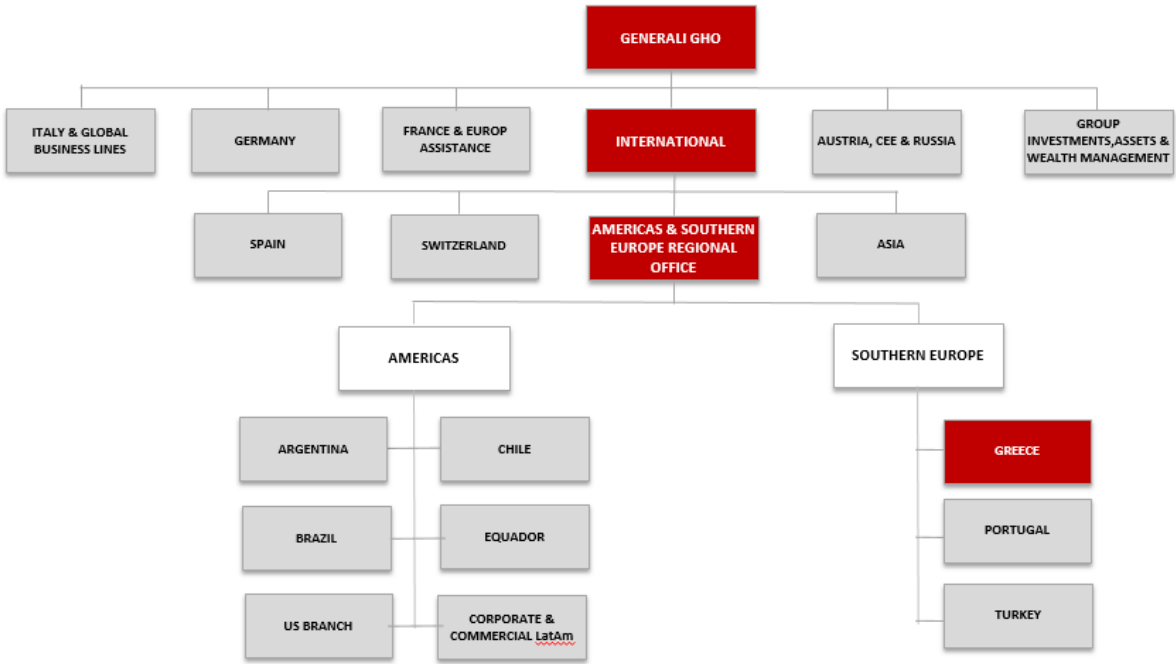 GENERALI GHO
ITALY & GLOBAL
BUSINESS LINES
GERMANY
FRANCE & EUROP
ASSISTANCE
INTERNATIONAL
AUSTRIA, CEE & RUSSIA
GROUP
INVESTMENTS,ASSETS &
WEALTH MANAGEMENT
SPAIN
SWITZERLAND
AMERICAS & SOUTHERN
EUROPE REGIONAL
OFFICE
ASIA
AMERICAS
SOUTHERN EUROPE
ARGENTINA
CHILE
GREECE
BRAZIL
EQUADOR
PORTUGAL
US BRANCH
CORPORATE &
COMMERCIAL LatAm
TURKEY